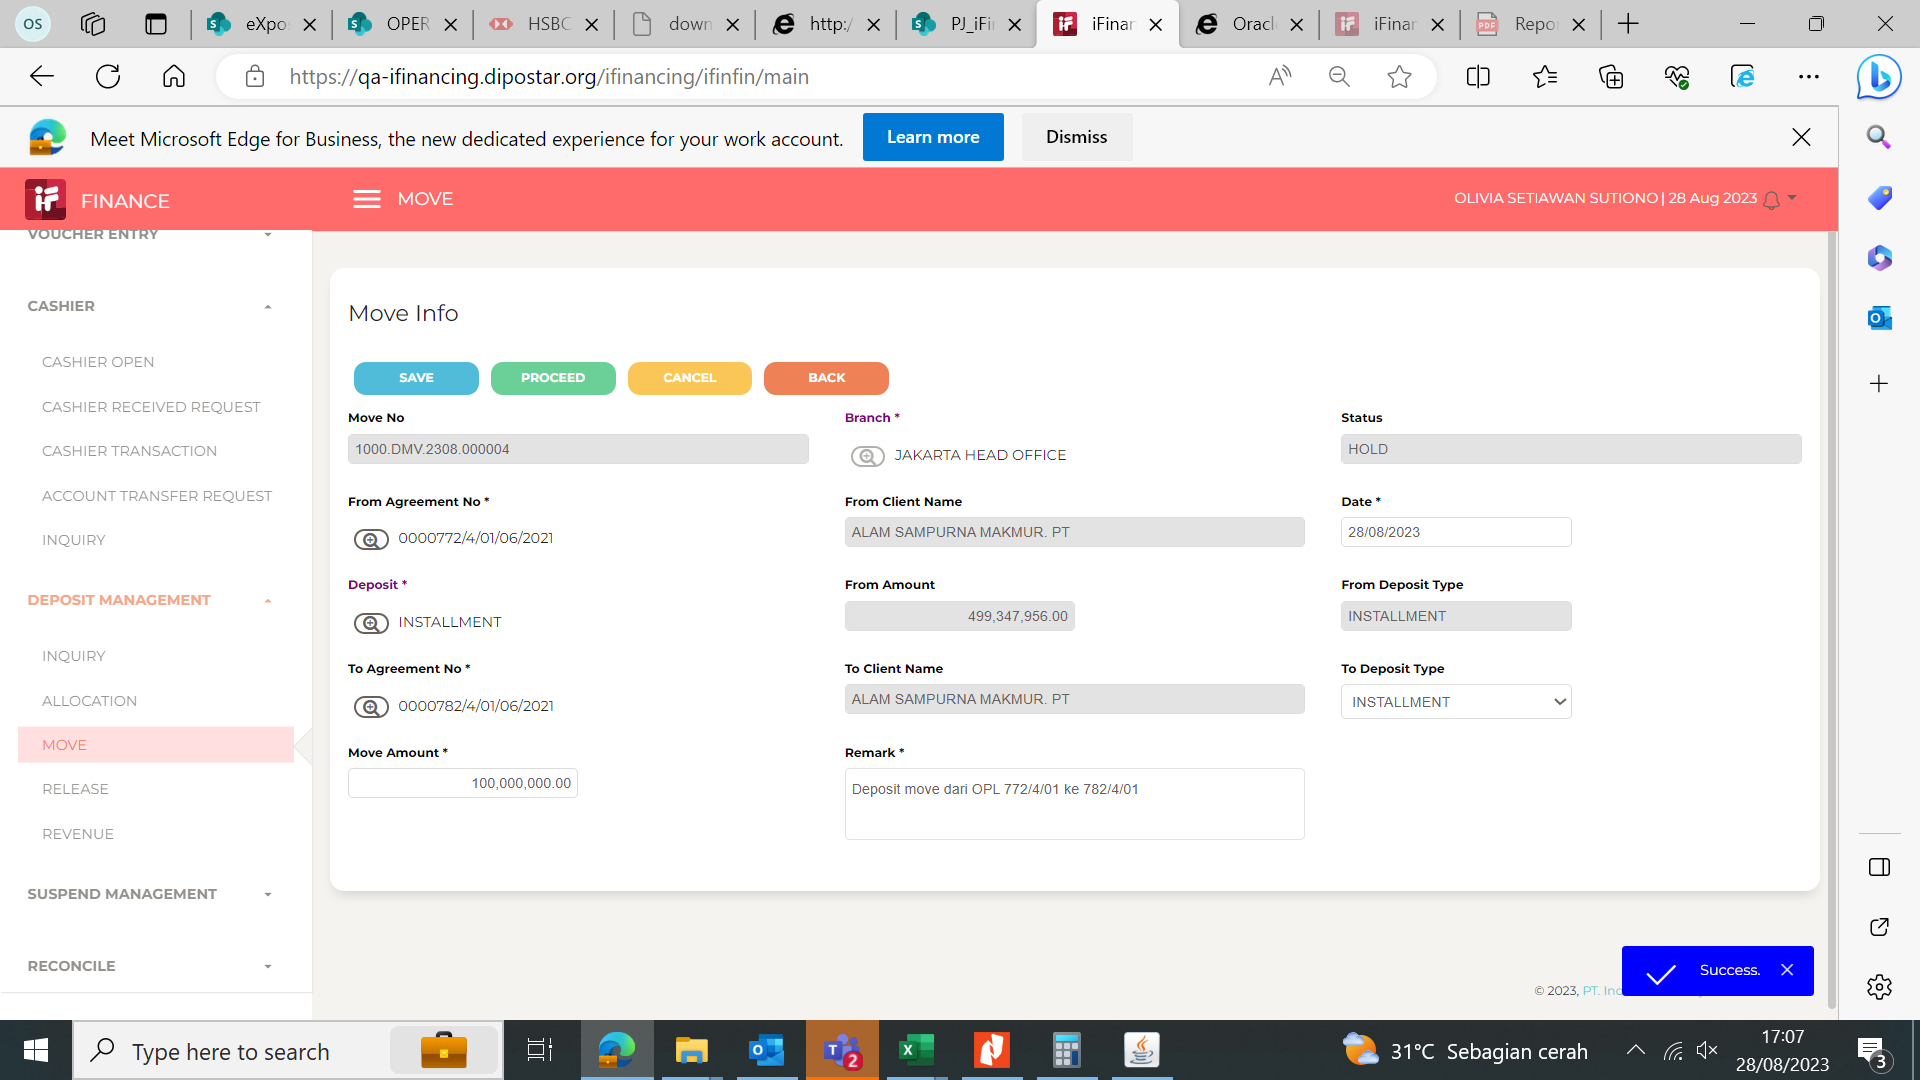 OS
eXpo
OPER
HSBC
down
http:/
PJ_iFi
iFinan
Oracl
iFinan
Repo
https://qa-ifinancing.dipostar.org/ifinancing/ifinfin/main
Meet Microsoft Edge for Business, the new dedicated experience for your work account.
Learn more
Dismiss
iF FINANCE
MOVE
OLIVIA SETIAWAN SUTIONO | 28 Aug 2023
VOUCHER ENTRY
CASHIER
CASHIER OPEN
CASHIER RECEIVED REQUEST
CASHIER TRANSACTION
ACCOUNT TRANSFER REQUEST
INQUIRY
DEPOSIT MANAGEMENT
INQUIRY
ALLOCATION
MOVE
RELEASE
REVENUE
SUSPEND MANAGEMENT
RECONCILE
Move Info
SAVE
PROCEED
CANCEL
BACK
Move No
Branch *
Status
1000.DMV.2308.000004
JAKARTA HEAD OFFICE
HOLD
From Agreement No *
From Client Name
Date *
0000772/4/01/06/2021
ALAM SAMPURNA MAKMUR. PT
28/08/2023
Deposit *
From Amount
From Deposit Type
INSTALLMENT
499,347,956.00
INSTALLMENT
To Agreement No *
To Client Name
To Deposit Type
0000782/4/01/06/2021
ALAM SAMPURNA MAKMUR. PT
INSTALLMENT
Move Amount *
Remark *
100,000,000.00
Deposit move dari OPL 772/4/01 ke 782/4/01
Success.
© 2023, PT. Inc
Type here to search
2
31°C Sebagian cerah
17:07
28/08/2023
3